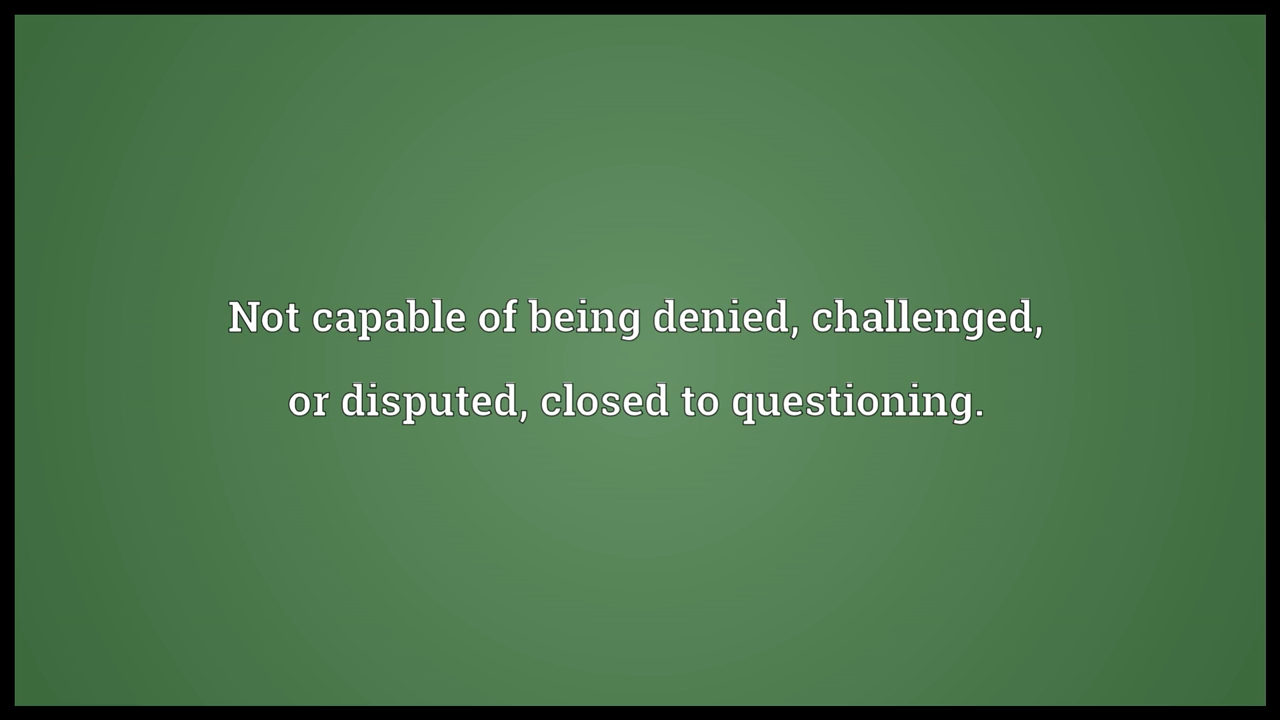 Not capable of being denied, challenged,
or disputed, closed to questioning.